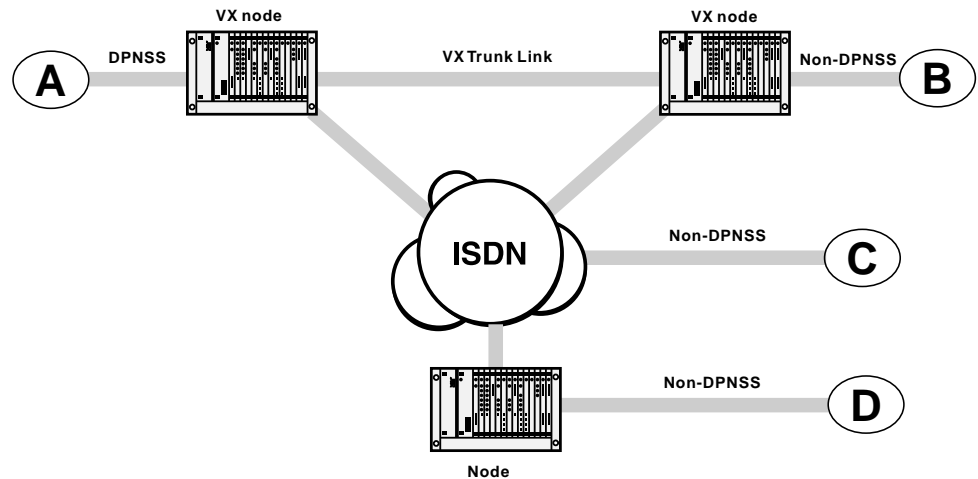 VX node
VX node
DPNSS
VX Trunk Link
Non-DPNSS
A
B
ISDN
Non-DPNSS
C
Non-DPNSS
D
Node